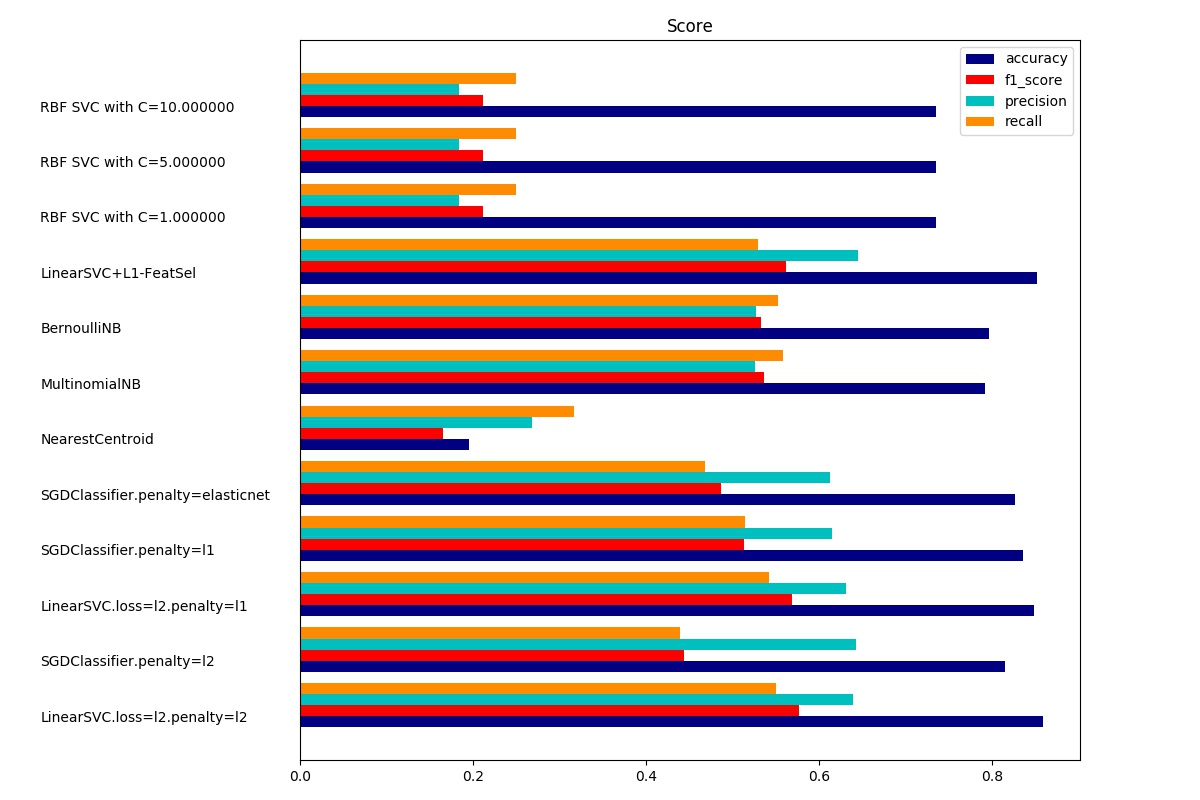 Score
accuracy
f1_score
precision
recall
RBF SVC with C=10.000000
RBF SVC with C=5.000000
RBF SVC with C=1.000000
LinearSVC+L1-FeatSel
BernoulliNB
MultinomialNB
NearestCentroid
SGDClassifier.penalty=elasticnet
SGDClassifier.penalty=l1
LinearSVC.loss=l2.penalty=l1
SGDClassifier.penalty=l2
LinearSVC.loss=l2.penalty=l2
0.0 0.2 0.4 0.6 0.8